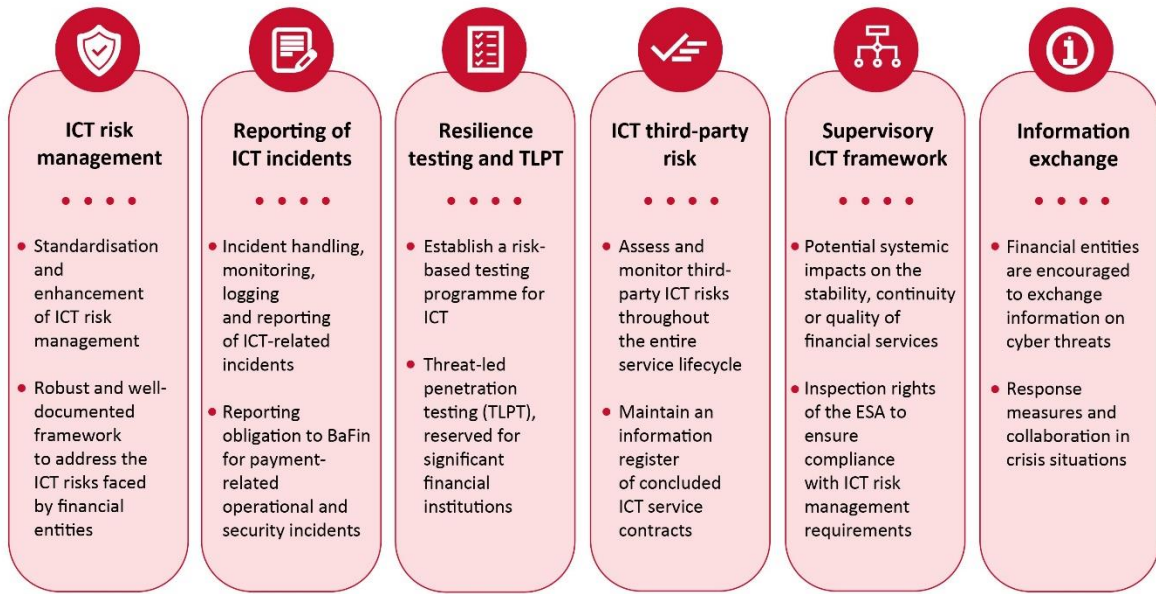 ICT risk
management
• Standardisation
and
enhancement
of ICT risk
management
• Robust and well-
documented
framework
to address the
ICT risks faced
by financial
entities
Reporting of
ICT incidents
• Incident handling,
monitoring,
logging
and reporting
of ICT-related
incidents
• Reporting
obligation to BaFin
for payment-
related
operational and
security incidents
Resilience
testing and TLPT
• Establish a risk-
based testing
programme for
ICT
• Threat-led
penetration
testing (TLPT),
reserved for
significant
financial
institutions
ICT third-party
risk
• Assess and
monitor third-
party ICT risks
throughout
the entire
service lifecycle
• Maintain an
information
register
of concluded
ICT service
contracts
Supervisory
ICT framework
• Potential systemic
impacts on the
stability, continuity
or quality of
financial services
• Inspection rights
of the ESA to
ensure
compliance
with ICT risk
management
requirements
Information
exchange
• Financial entities
are encouraged
to exchange
information on
cyber threats
• Response
measures and
collaboration in
crisis situations